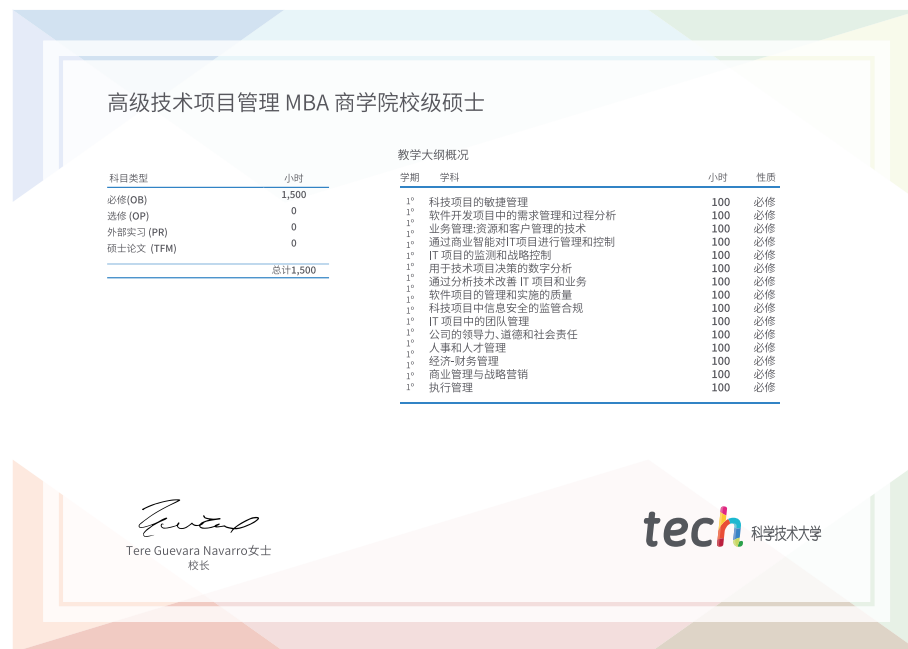 高级技术项目管理 MBA 商学院校级硕士
科目类型 小时
必修(OB) 1,500
选修 (OP) 0
外部实习 (PR) 0
硕士论文 (TFM) 0
总计1,500
教学大纲概况
学期 学科 小时 性质
1º 科技项目的敏捷管理 100 必修
1º 软件开发项目中的需求管理和过程分析 100 必修
1º 业务管理:资源和客户管理的技术 100 必修
1º 通过商业智能对IT项目进行管理和控制 100 必修
1º IT 项目的监测和战略控制 100 必修
1º 用于技术项目决策的数字分析 100 必修
1º 通过分析技术改善 IT 项目和业务 100 必修
1º 软件项目的管理和实施的质量 100 必修
1º 科技项目中信息安全的监管合规 100 必修
1º IT 项目中的团队管理 100 必修
1º 公司的领导力、道德和社会责任 100 必修
1º 人事和人才管理 100 必修
1º 经济-财务管理 100 必修
1º 商业管理与战略营销 100 必修
1º 执行管理 100 必修
Tere Guevara Navarro女士
校长
tech 科学技术大学